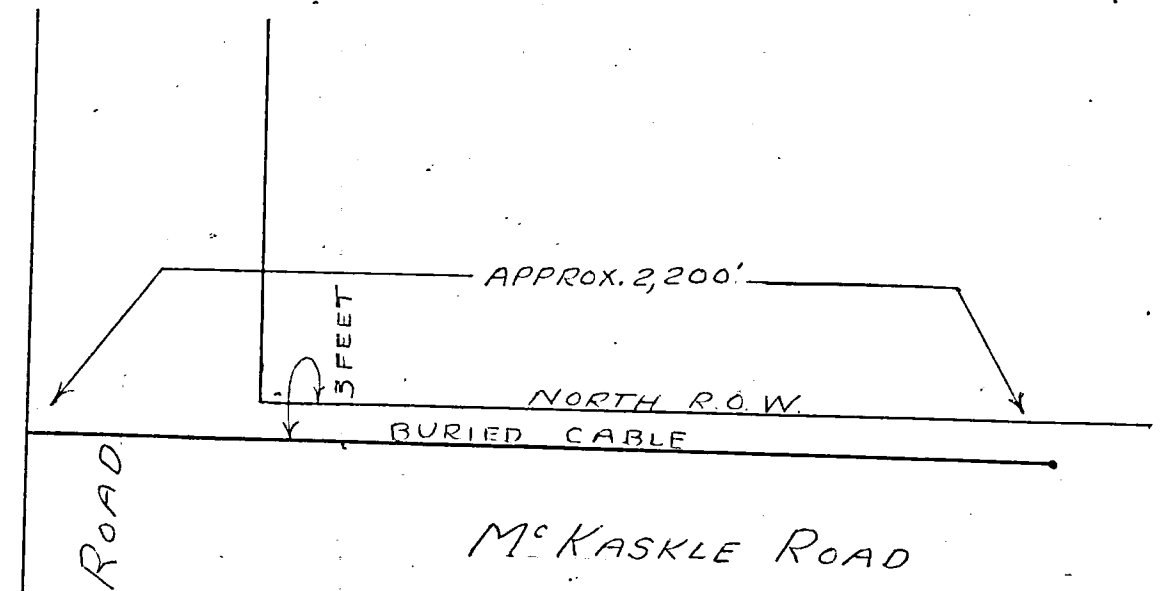 APPROX. 2,200'
3 FEET
NORTH R.O.W.
BURIED CABLE
ROAD
McKASKLE ROAD